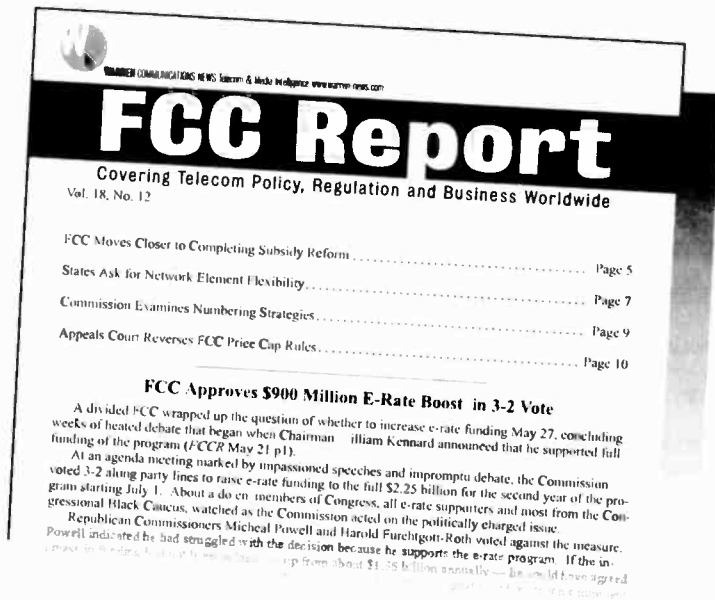 W
WARREN COMMUNICATIONS NEWS Telecom & Media Intelligence www.warren-news.com
FCC Report
Covering Telecom Policy, Regulation and Business Worldwide
Vol. 18, No. 12
FCC Moves Closer to Completing Subsidy Reform ........ Page 5
States Ask for Network Element Flexibility ........ Page 7
Commission Examines Numbering Strategies ........ Page 9
Appeals Court Reverses FCC Price Cap Rules ........ Page 10
FCC Approves $900 Million E-Rate Boost in 3-2 Vote
A divided FCC wrapped up the question of whether to increase e-rate funding May 27, concluding
weeks of heated debate that began when Chairman illiam Kennard announced that he supported full
funding of the program (FCCR May 21 p1).
At an agenda meeting marked by impassioned speeches and impromptu debate, the Commission
voted 3-2 along party lines to raise e-rate funding to the full $2.25 billion for the second year of the pro-
gram starting July 1. About a do en members of Congress, all e-rate supporters and most from the Con-
gressional Black Caucus, watched as the Commission acted on the politically charged issue.
Republican Commissioners Micheal Powell and Harold Furchtgott-Roth voted against the measure.
Powell indicated he had struggled with the decision because he supports the e-rate program. If the in-
up from about billion annually — he would have agreed